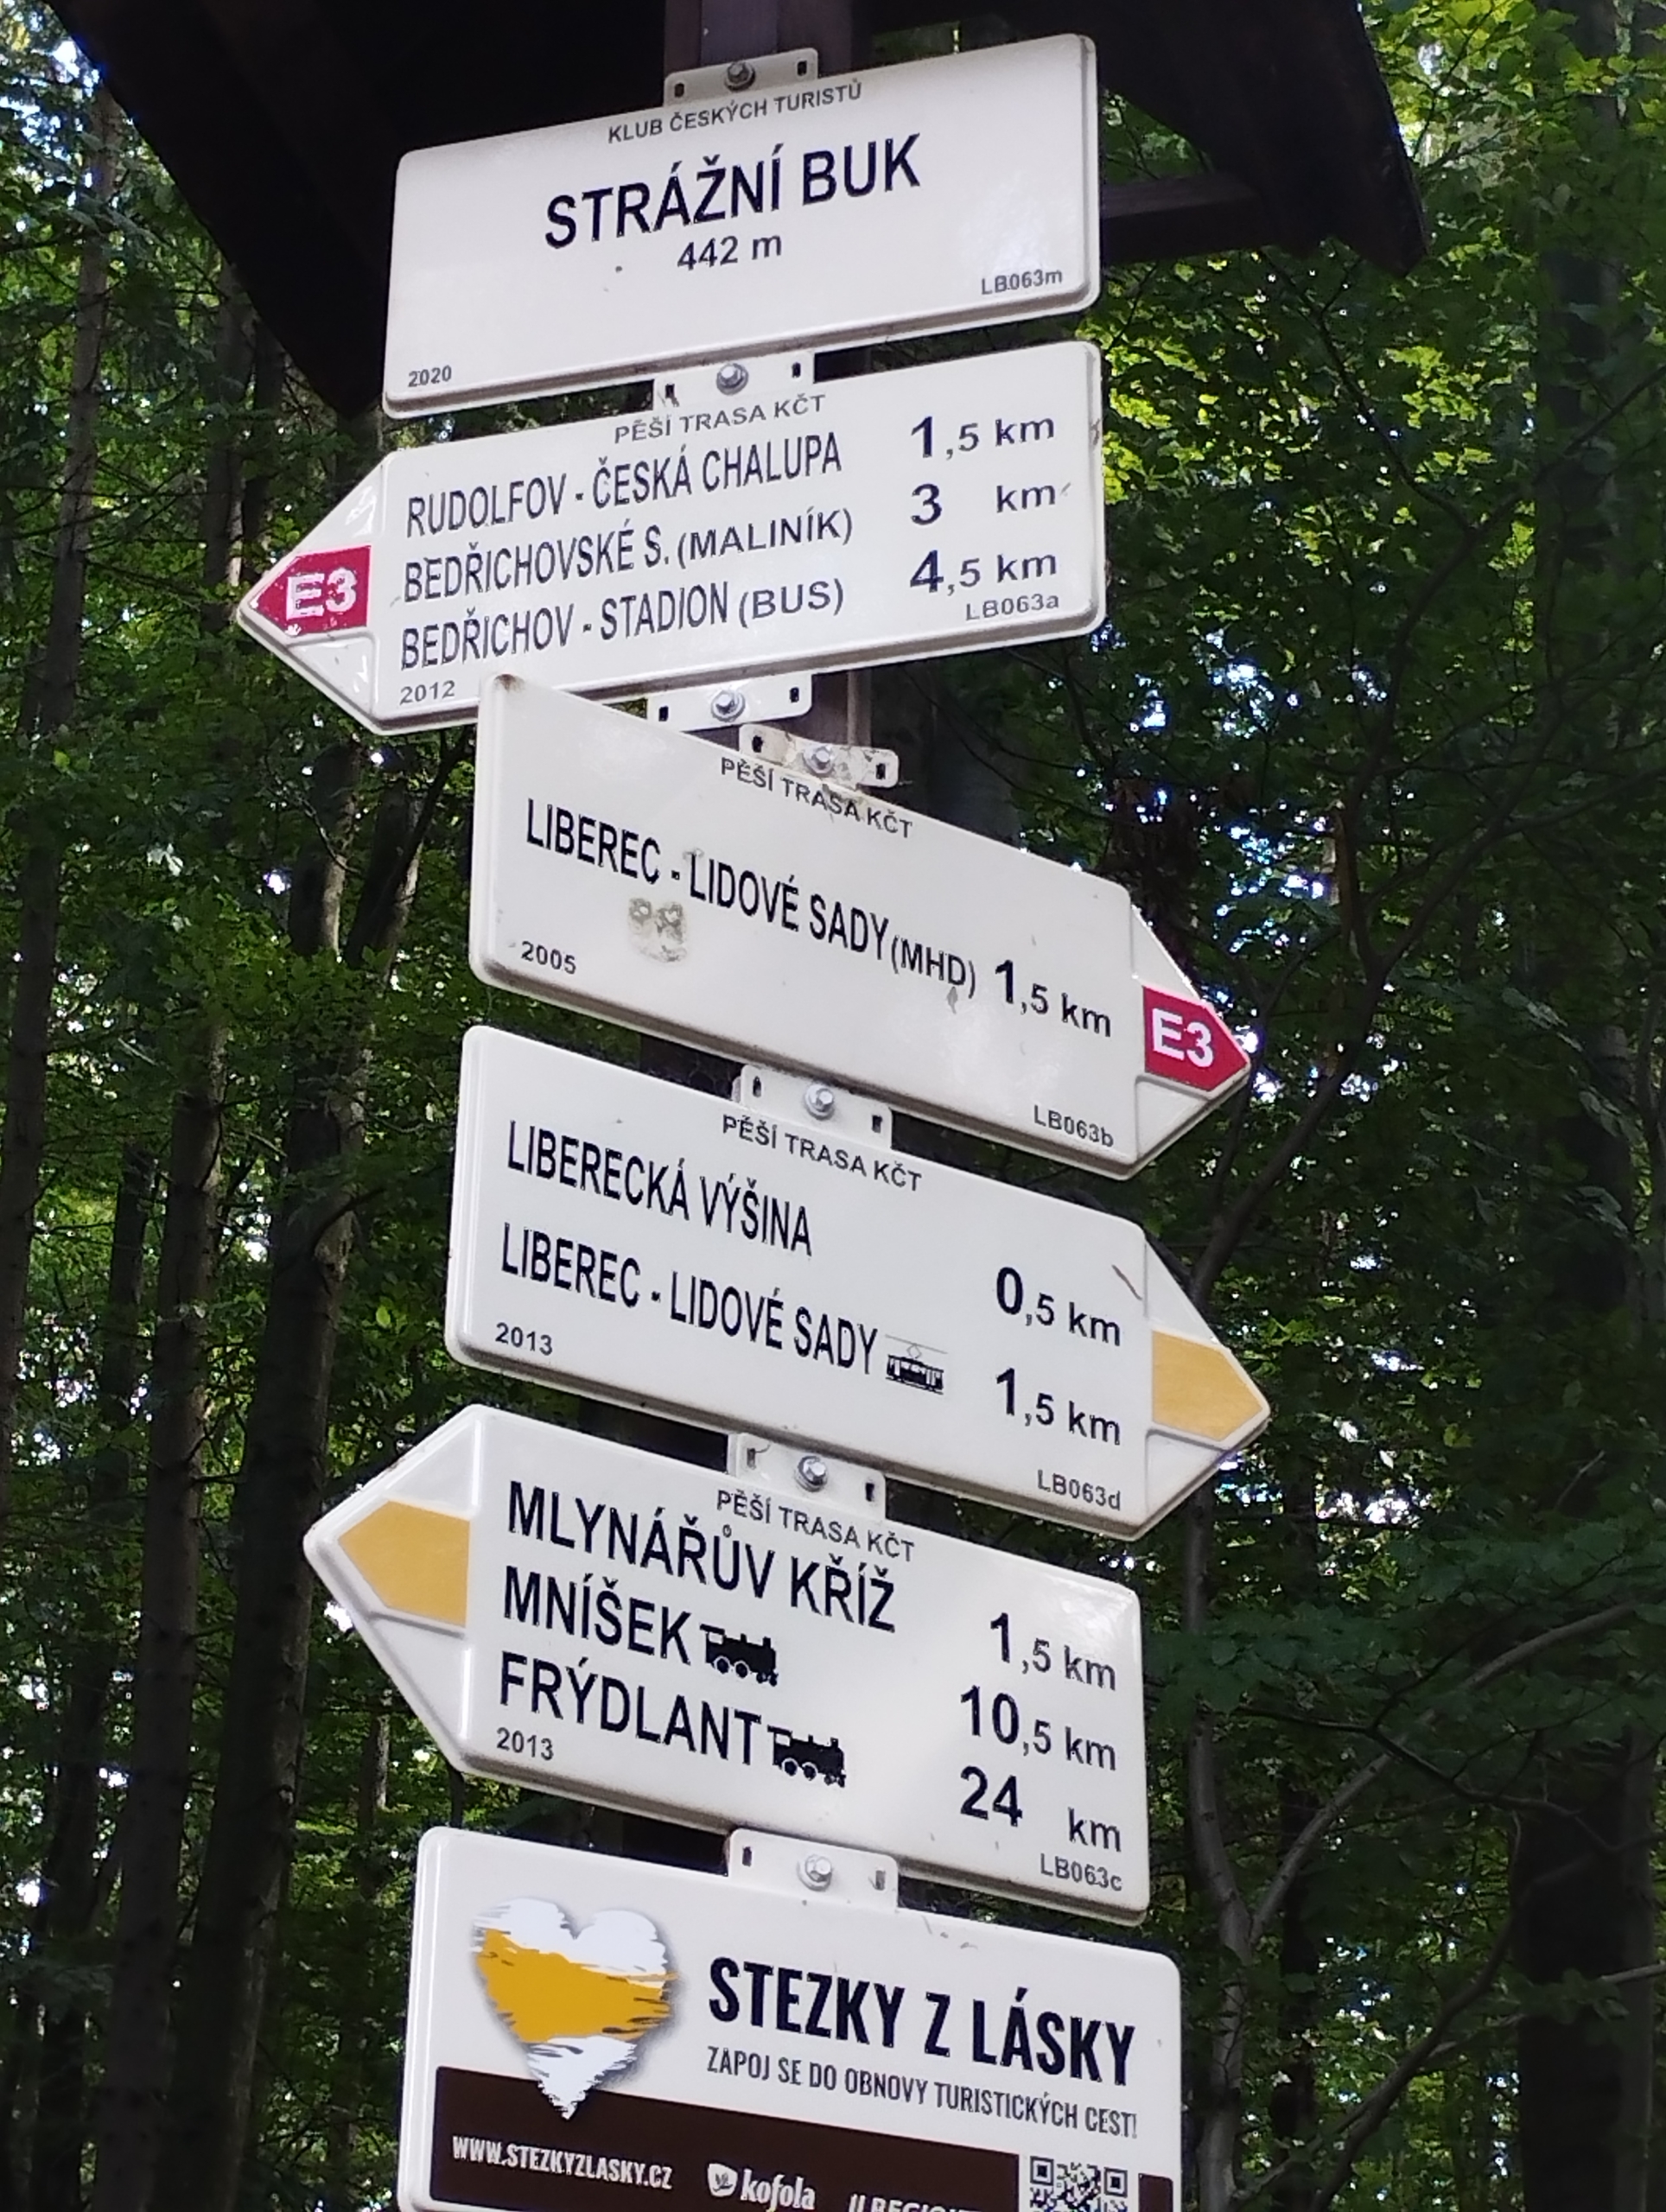 KLUB ČESKÝCH TURISTŮ
STRÁŽNÍ BUK
442 m
LB063m
2020
PĚŠÍ TRASA KČT
RUDOLFOV - ČESKÁ CHALUPA 1,5 km
BEDŘICHOVSKÉ S. (MALINÍK) 3 km
BEDŘICHOV - STADION (BUS) 4,5 km
E3
LB063a
2012
PĚŠÍ TRASA KČT
LIBEREC - LIDOVÉ SADY (MHD) 1,5 km
E3
2005
LB063b
PĚŠÍ TRASA KČT
LIBERECKÁ VÝŠINA 0,5 km
LIBEREC - LIDOVÉ SADY 1,5 km
2013
LB063d
PĚŠÍ TRASA KČT
MLYNÁŘŮV KŘÍŽ 1,5 km
MNÍŠEK 10,5 km
FRÝDLANT 24 km
2013
LB063c
STEZKY Z LÁSKY
ZAPOJ SE DO OBNOVY TURISTICKÝCH CEST!
WWW.STEZKYZLASKY.CZ kofola